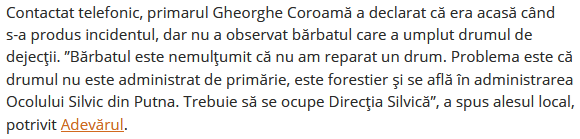 Contactat telefonic, primarul Gheorghe Coroamă a declarat că era acasă când
s-a produs incidentul, dar nu a observat bărbatul care a umplut drumul de
dejecţii. ”Bărbatul este nemulţumit că nu am reparat un drum. Problema este că
drumul nu este administrat de primărie, este forestier şi se află în administrarea
Ocolului Silvic din Putna. Trebuie să se ocupe Direcţia Silvică”, a spus alesul local,
potrivit Adevărul.